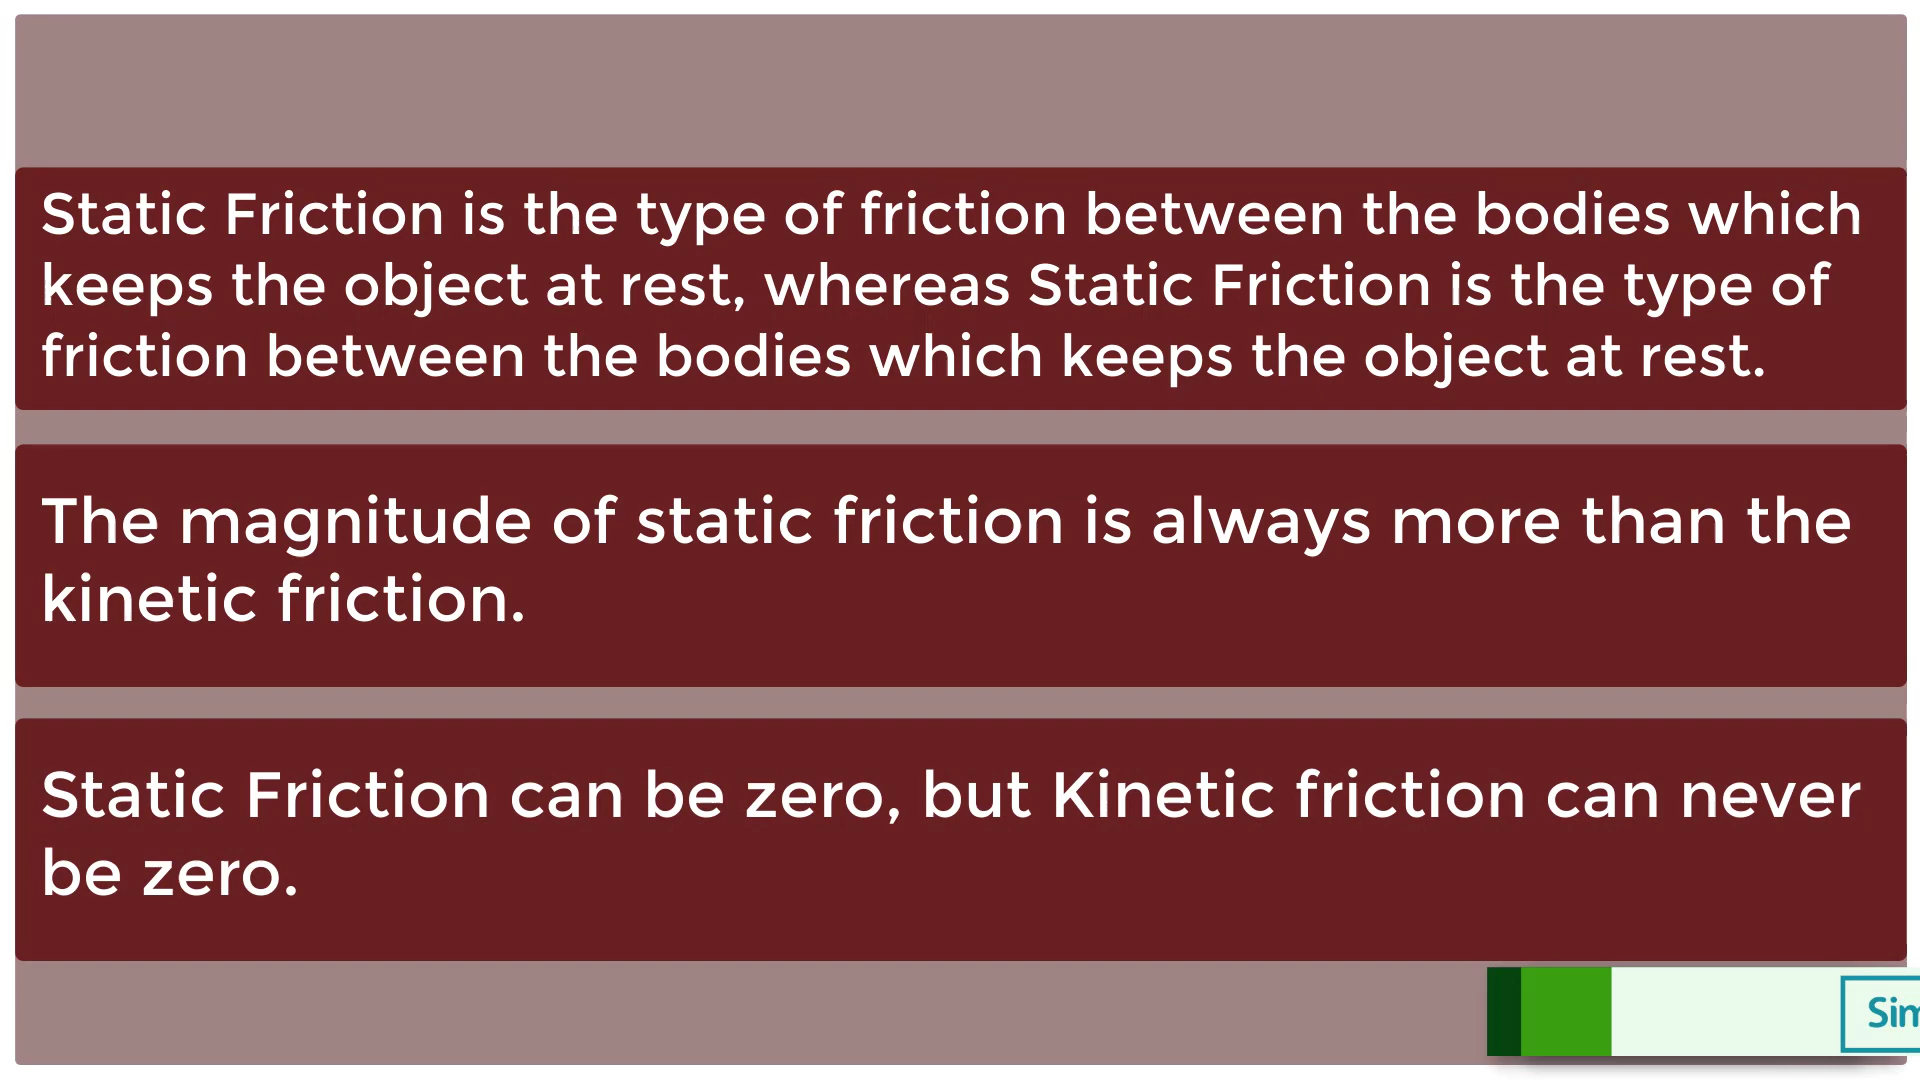 Static Friction is the type of friction between the bodies which
keeps the object at rest, whereas Static Friction is the type of
friction between the bodies which keeps the object at rest.
The magnitude of static friction is always more than the
kinetic friction.
Static Friction can be zero, but Kinetic friction can never
be zero.